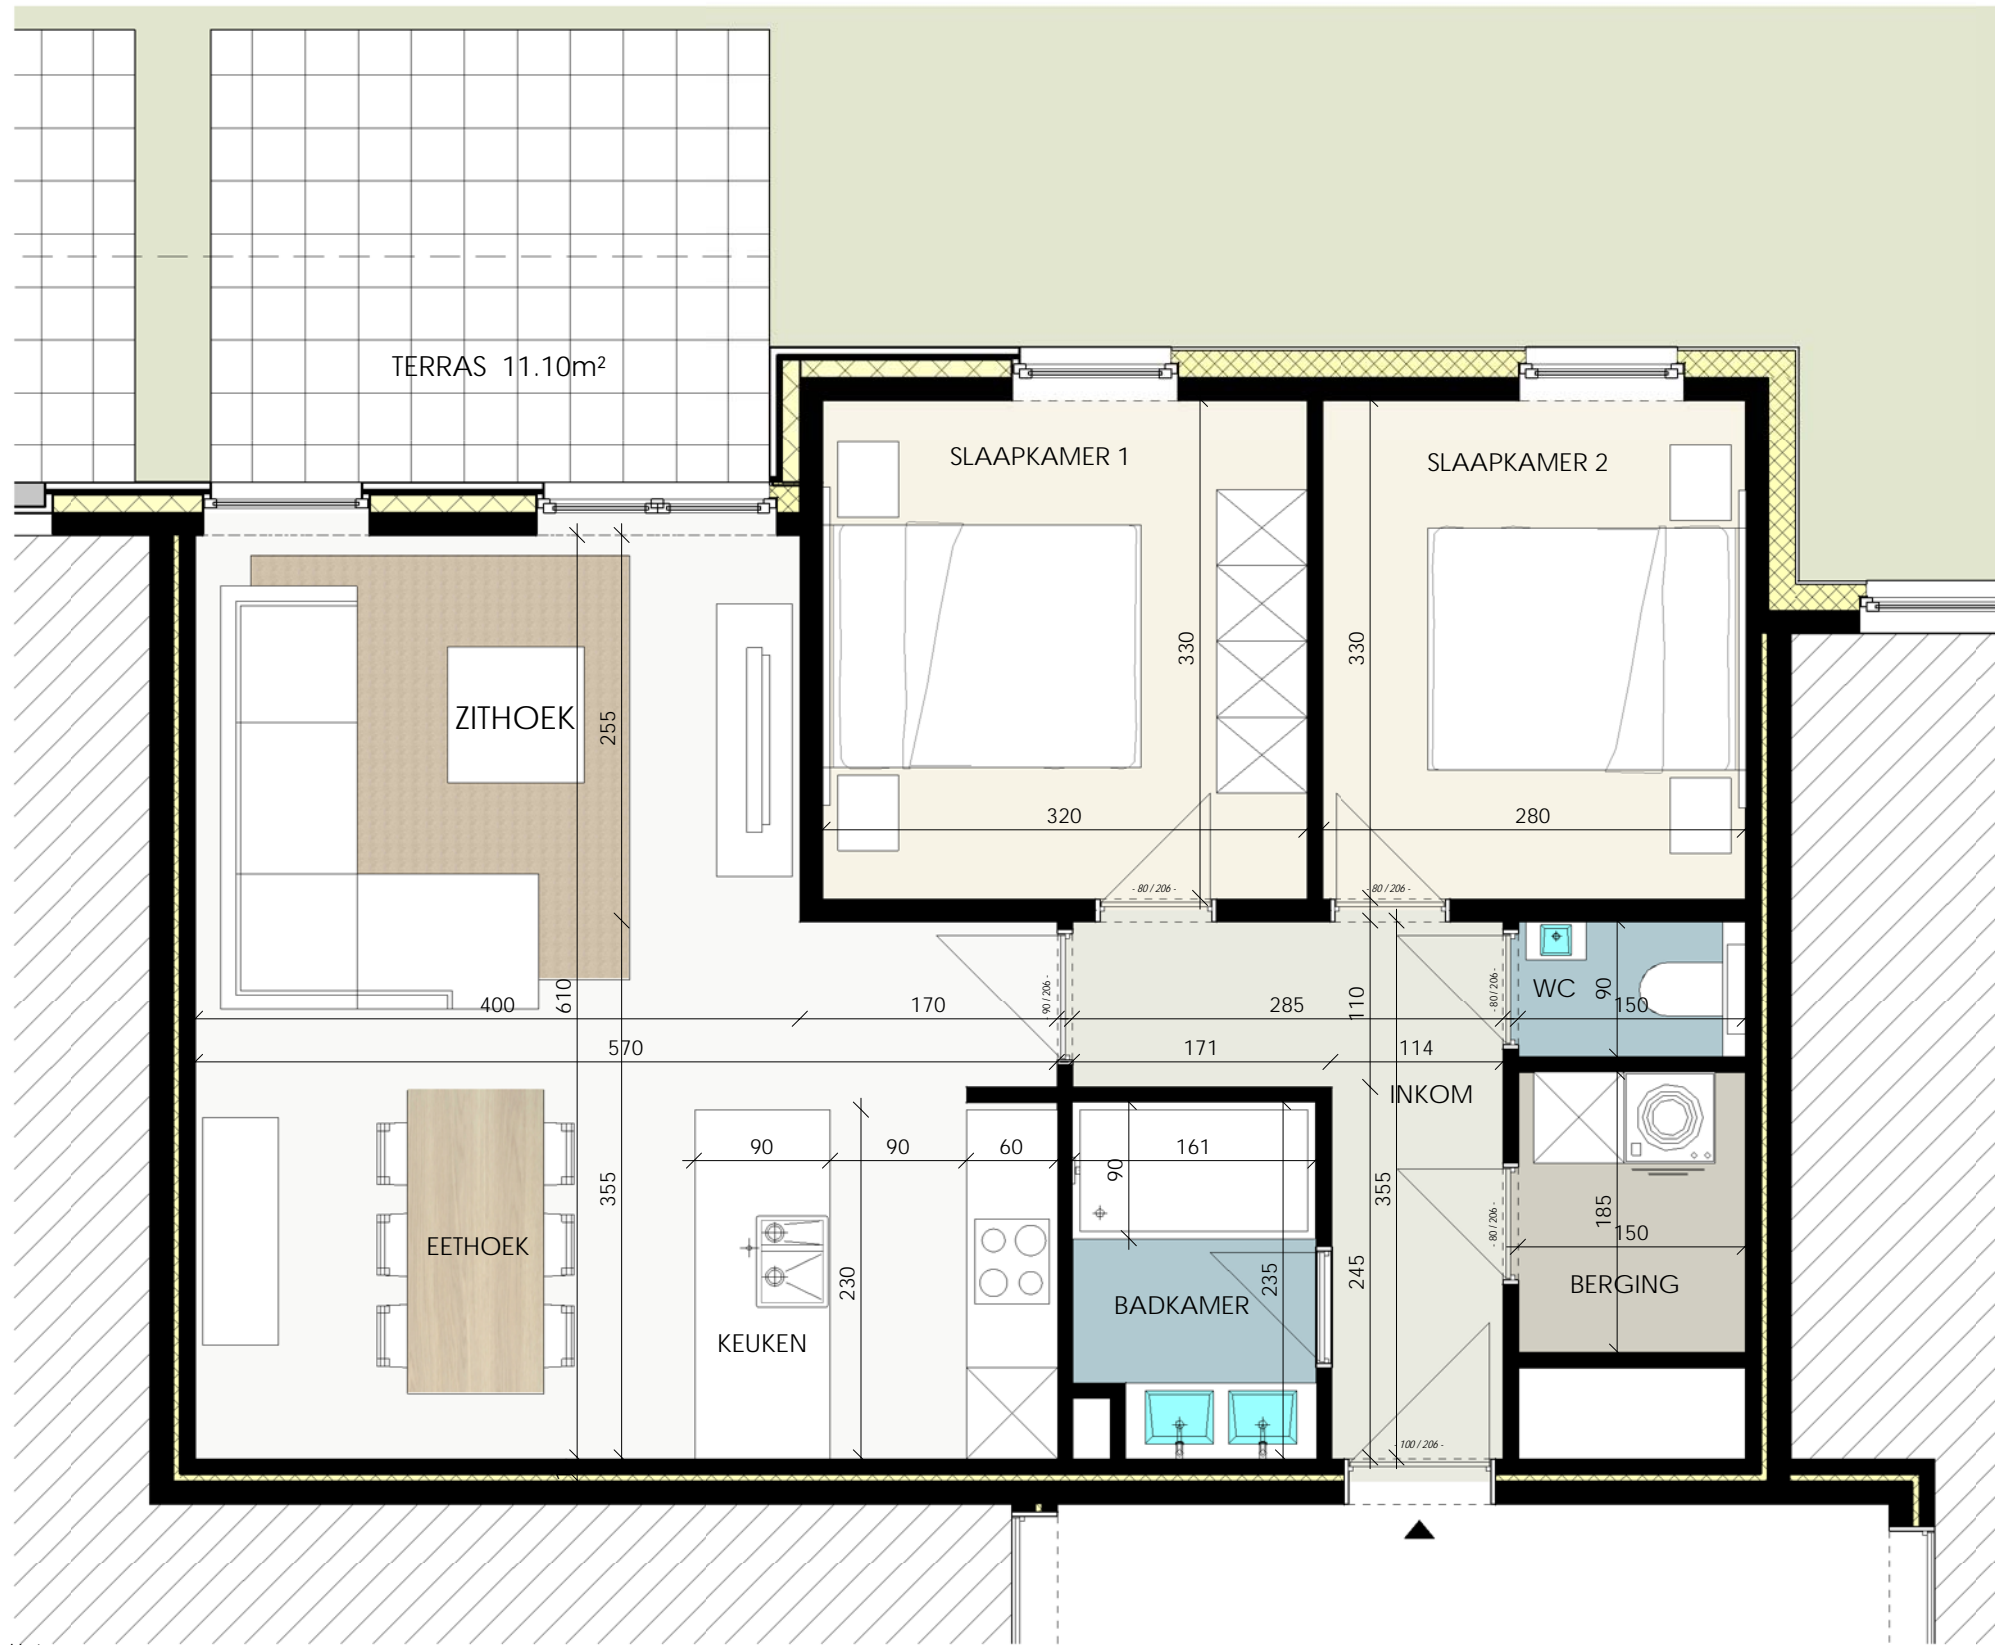 TERRAS 11.10m²
SLAAPKAMER 1
SLAAPKAMER 2
330
330
255
ZITHOEK
320
280
- 80 / 206 -
- 80 / 206 -
400
610
170
- 90 / 206 -
285
110
- 80 / 206 -
WC
90
150
570
171
114
INKOM
90
90
60
161
90
355
355
185
150
- 80 / 206 -
EETHOEK
230
235
245
BERGING
BADKAMER
KEUKEN
- 100 / 206 -